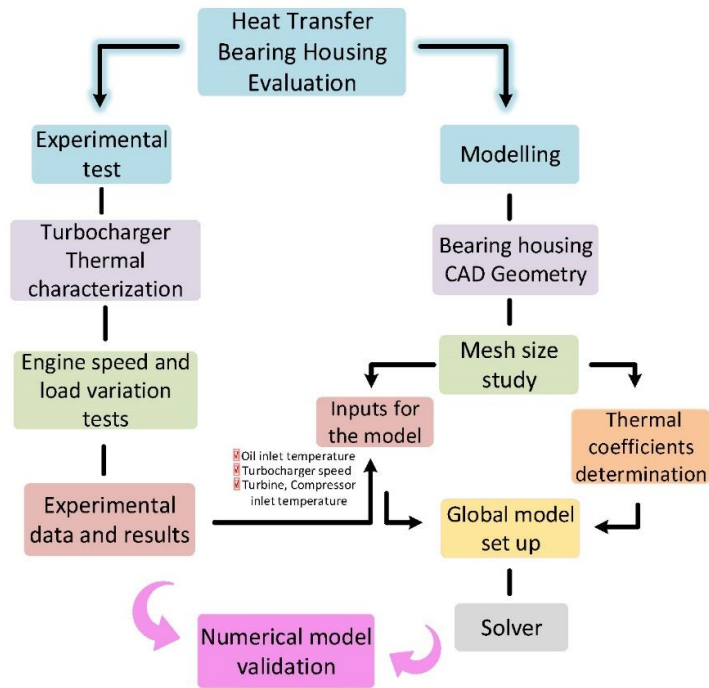 Heat Transfer
Bearing Housing
Evaluation
Experimental
test
Turbocharger
Thermal
characterization
Engine speed and
load variation
tests
Experimental
data and results
Modelling
Bearing housing
CAD Geometry
Mesh size
study
Inputs for
the model
Oil inlet temperature
Turbocharger speed
Turbine, Compressor
inlet temperature
Thermal
coefficients
determination
Global model
set up
Solver
Numerical model
validation